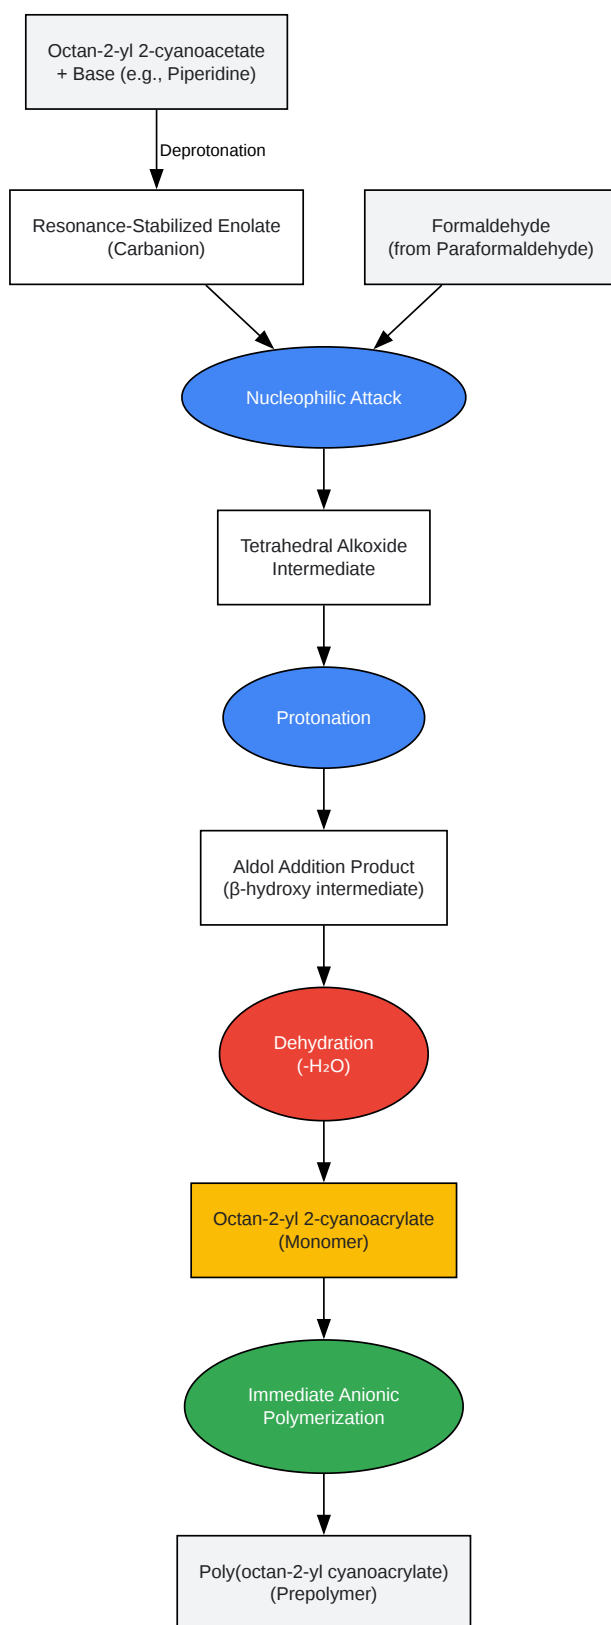 Octan-2-yl 2-cyanoacetate
+ Base (e.g., Piperidine)
Deprotonation
Resonance-Stabilized Enolate
(Carbanion)
Formaldehyde
(from Paraformaldehyde)
Nucleophilic Attack
Tetrahedral Alkoxide
Intermediate
Protonation
Aldol Addition Product
(β-hydroxy intermediate)
Dehydration
(-H₂O)
Octan-2-yl 2-cyanoacrylate
(Monomer)
Immediate Anionic
Polymerization
Poly(octan-2-yl cyanoacrylate)
(Prepolymer)